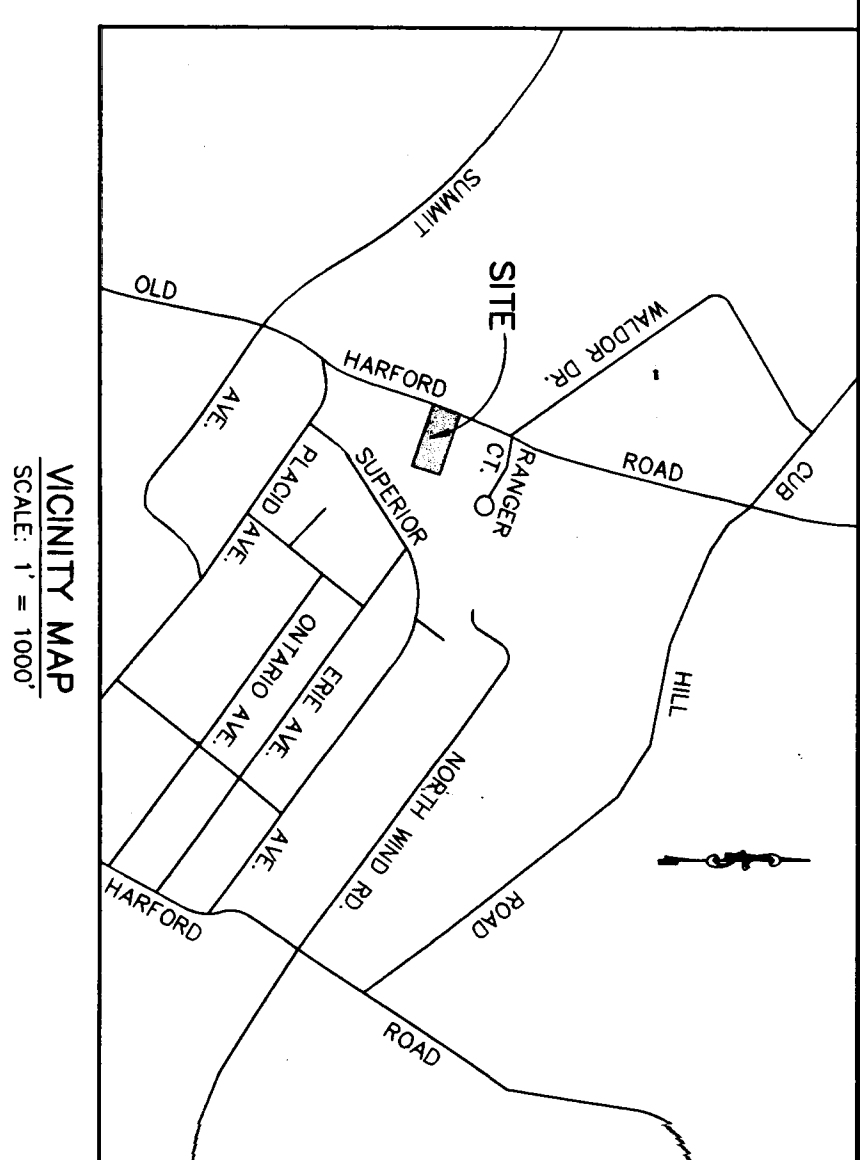 SUMMIT
AVE.
OLD
HARFORD
ROAD
SITE
WALDOR DR.
RANGER
CT.
CUB
HILL
ROAD
SUPERIOR
AVE.
PLACID
AVE.
ONTARIO AVE.
ERIE AVE.
NORTH WIND RD.
HARFORD
ROAD
VICINITY MAP
SCALE: 1' = 1000'